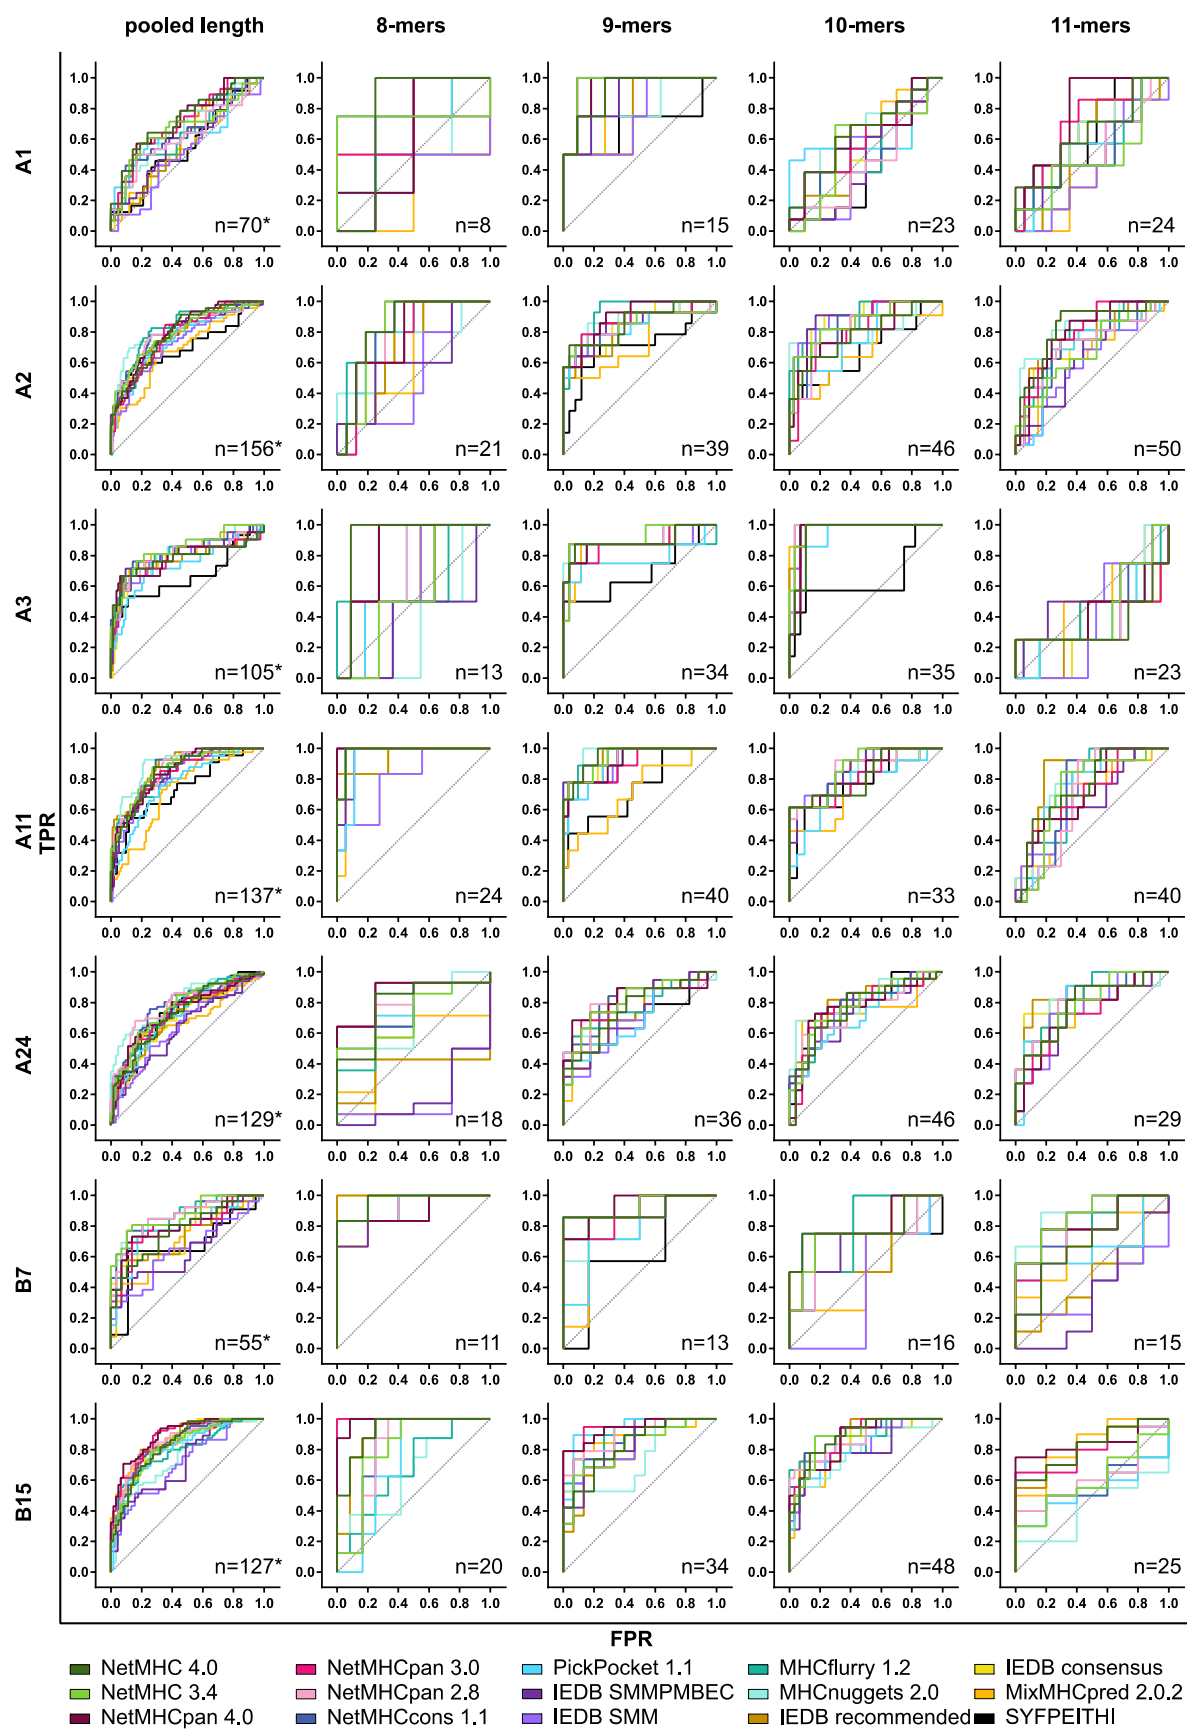 pooled length 8-mers 9-mers 10-mers 11-mers
A1
n=70* n=8 n=15 n=23 n=24
A2
n=156* n=21 n=39 n=46 n=50
A3
n=105* n=13 n=34 n=35 n=23
A11
TPR
n=137* n=24 n=40 n=33 n=40
A24
n=129* n=18 n=36 n=46 n=29
B7
n=55* n=11 n=13 n=16 n=15
B15
n=127* n=20 n=34 n=48 n=25
1.0
0.8
0.6
0.4
0.2
0.0
0.0 0.2 0.4 0.6 0.8 1.0
FPR
NetMHC 4.0 NetMHCpan 3.0 PickPocket 1.1 MHCflurry 1.2 IEDB consensus
NetMHC 3.4 NetMHCpan 2.8 IEDB SMMPMBEC MHCnuggets 2.0 MixMHCpred 2.0.2
NetMHCpan 4.0 NetMHCcons 1.1 IEDB SMM IEDB recommended SYFPEITHI